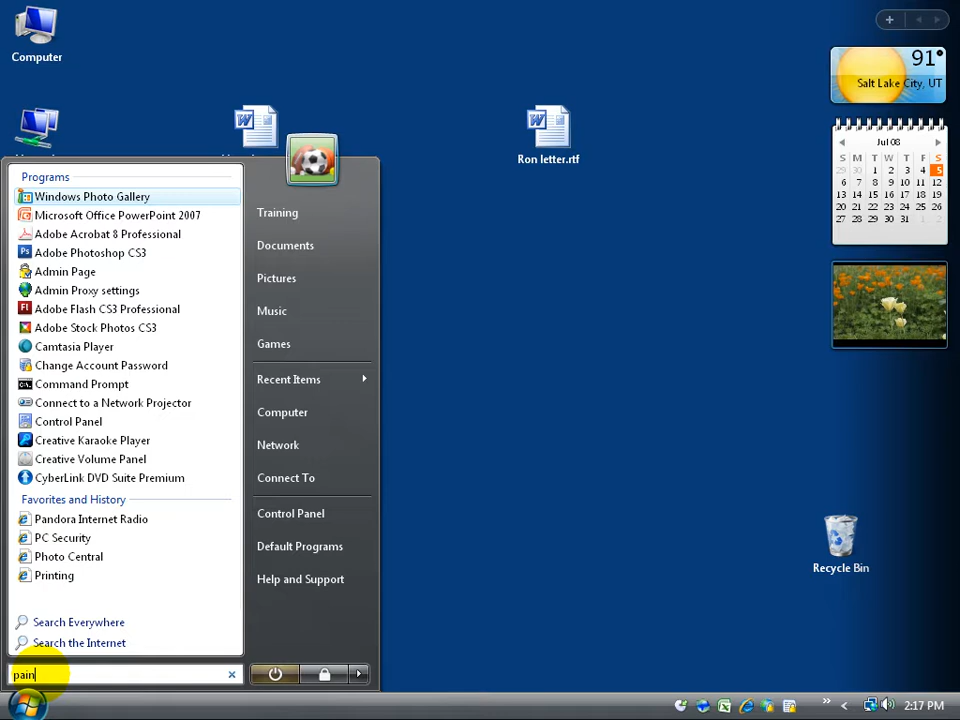 Computer
91°
Salt Lake City, UT
Ron letter.rtf
Jul 08
S M T W T F S
29 30 1 2 3 4 5
6 7 8 9 10 11 12
13 14 15 16 17 18 19
20 21 22 23 24 25 26
27 28 29 30 31 1 2
Programs
Windows Photo Gallery
Microsoft Office PowerPoint 2007
Adobe Acrobat 8 Professional
Adobe Photoshop CS3
Admin Page
Admin Proxy settings
Adobe Flash CS3 Professional
Adobe Stock Photos CS3
Camtasia Player
Change Account Password
Command Prompt
Connect to a Network Projector
Control Panel
Creative Karaoke Player
Creative Volume Panel
CyberLink DVD Suite Premium
Favorites and History
Pandora Internet Radio
PC Security
Photo Central
Printing
Search Everywhere
Search the Internet
pain
Training
Documents
Pictures
Music
Games
Recent Items
Computer
Network
Connect To
Control Panel
Default Programs
Help and Support
Recycle Bin
2:17 PM